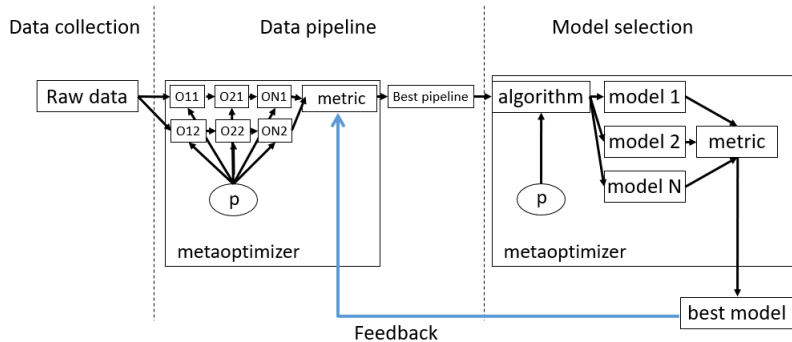 Data collection
Data pipeline
Model selection
Raw data
O11
O21
ON1
metric
Best pipeline
algorithm
model 1
O12
O22
ON2
model 2
metric
model N
p
p
metaoptimizer
metaoptimizer
best model
Feedback